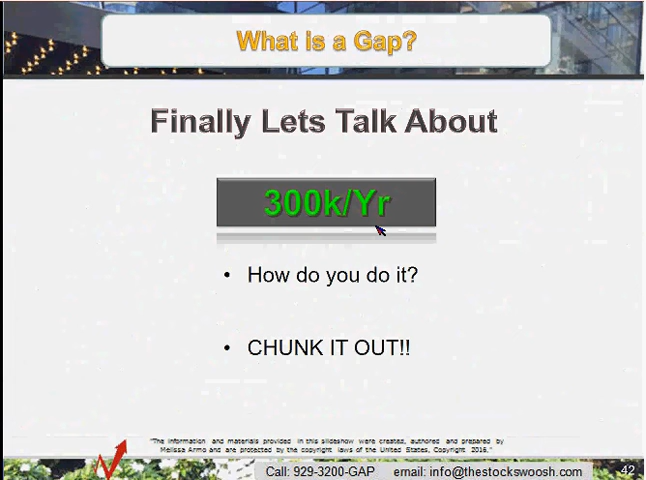 What is a Gap?
Finally Lets Talk About
300k/Yr
• How do you do it?
• CHUNK IT OUT!!
"The information and materials provided in this slideshow were created, authored and prepared by
Melissa Armo and are protected by the copyright laws of the United States, Copyright 2016."
Call: 929-3200-GAP email: info@thestockswoosh.com
42